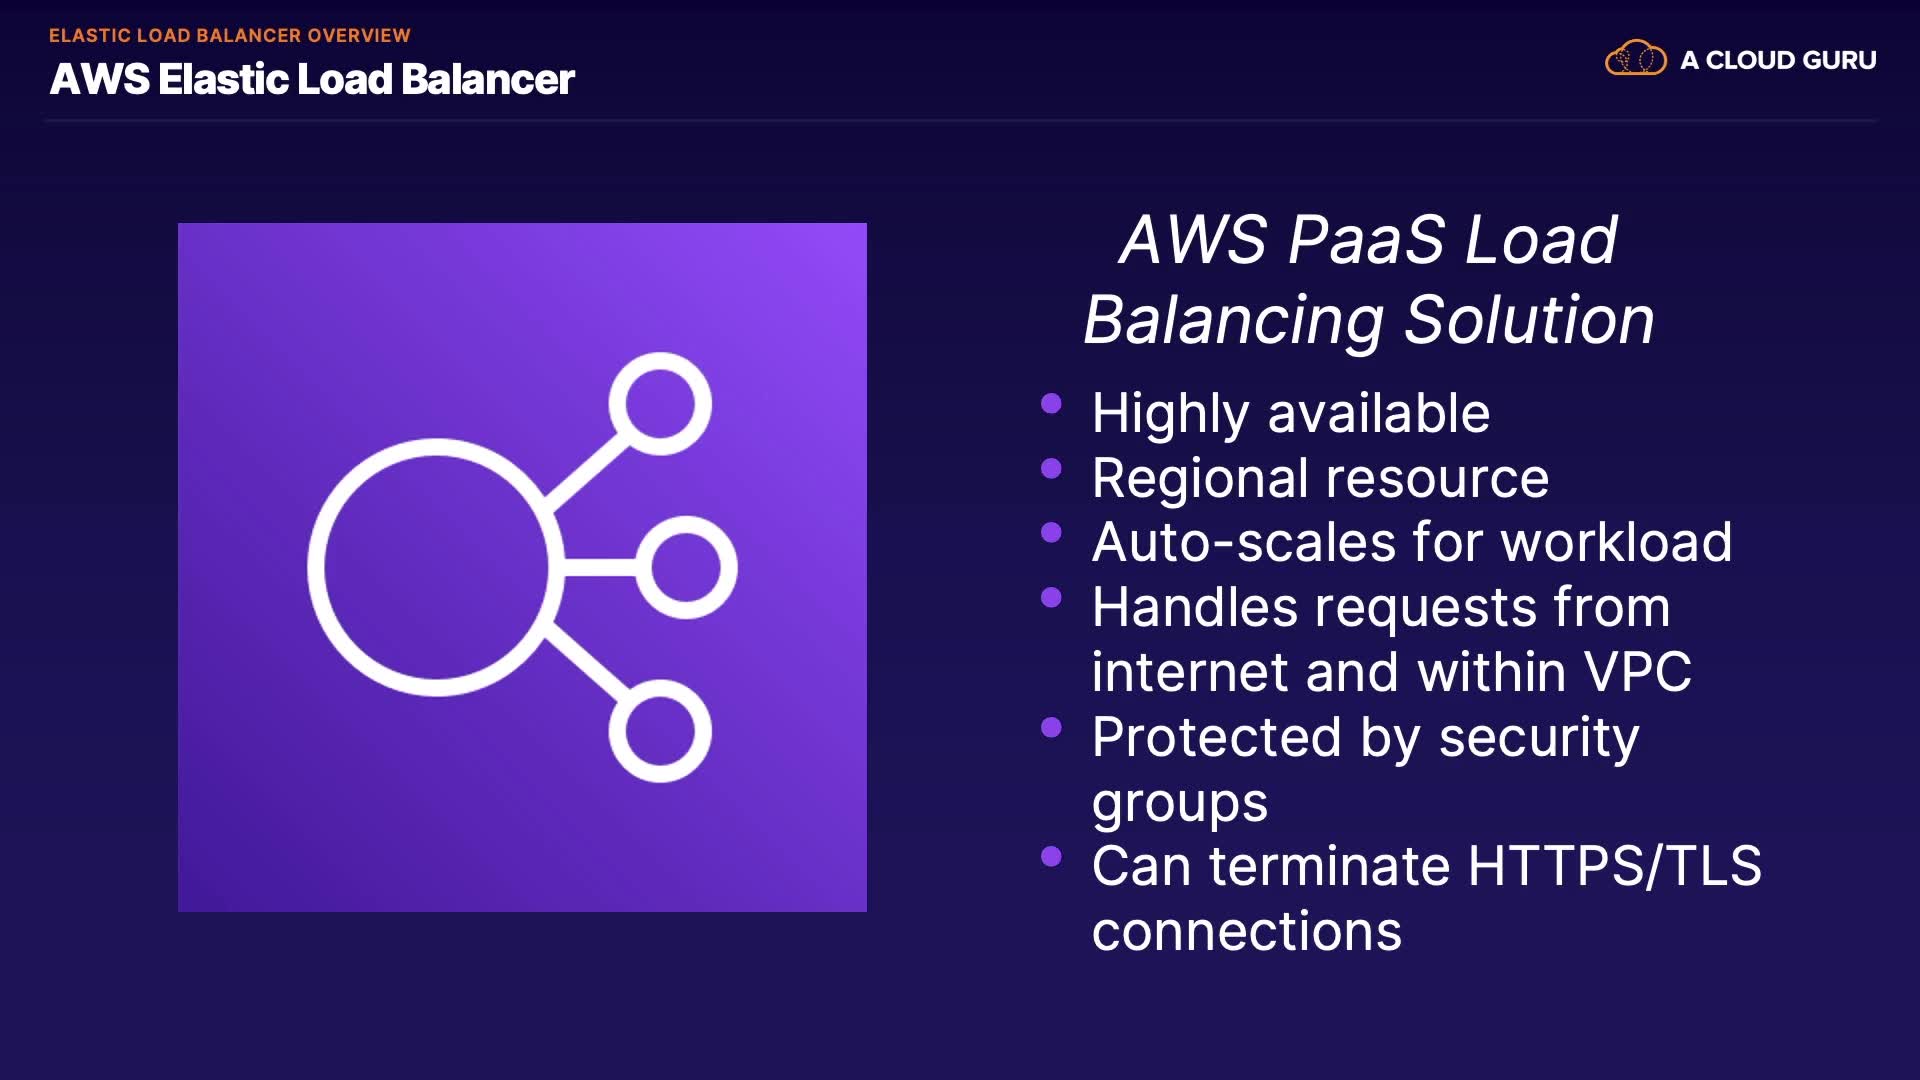 ELASTIC LOAD BALANCER OVERVIEW
AWS Elastic Load Balancer
A CLOUD GURU
AWS PaaS Load
Balancing Solution
Highly available
Regional resource
Auto-scales for workload
Handles requests from
internet and within VPC
Protected by security
groups
Can terminate HTTPS/TLS
connections